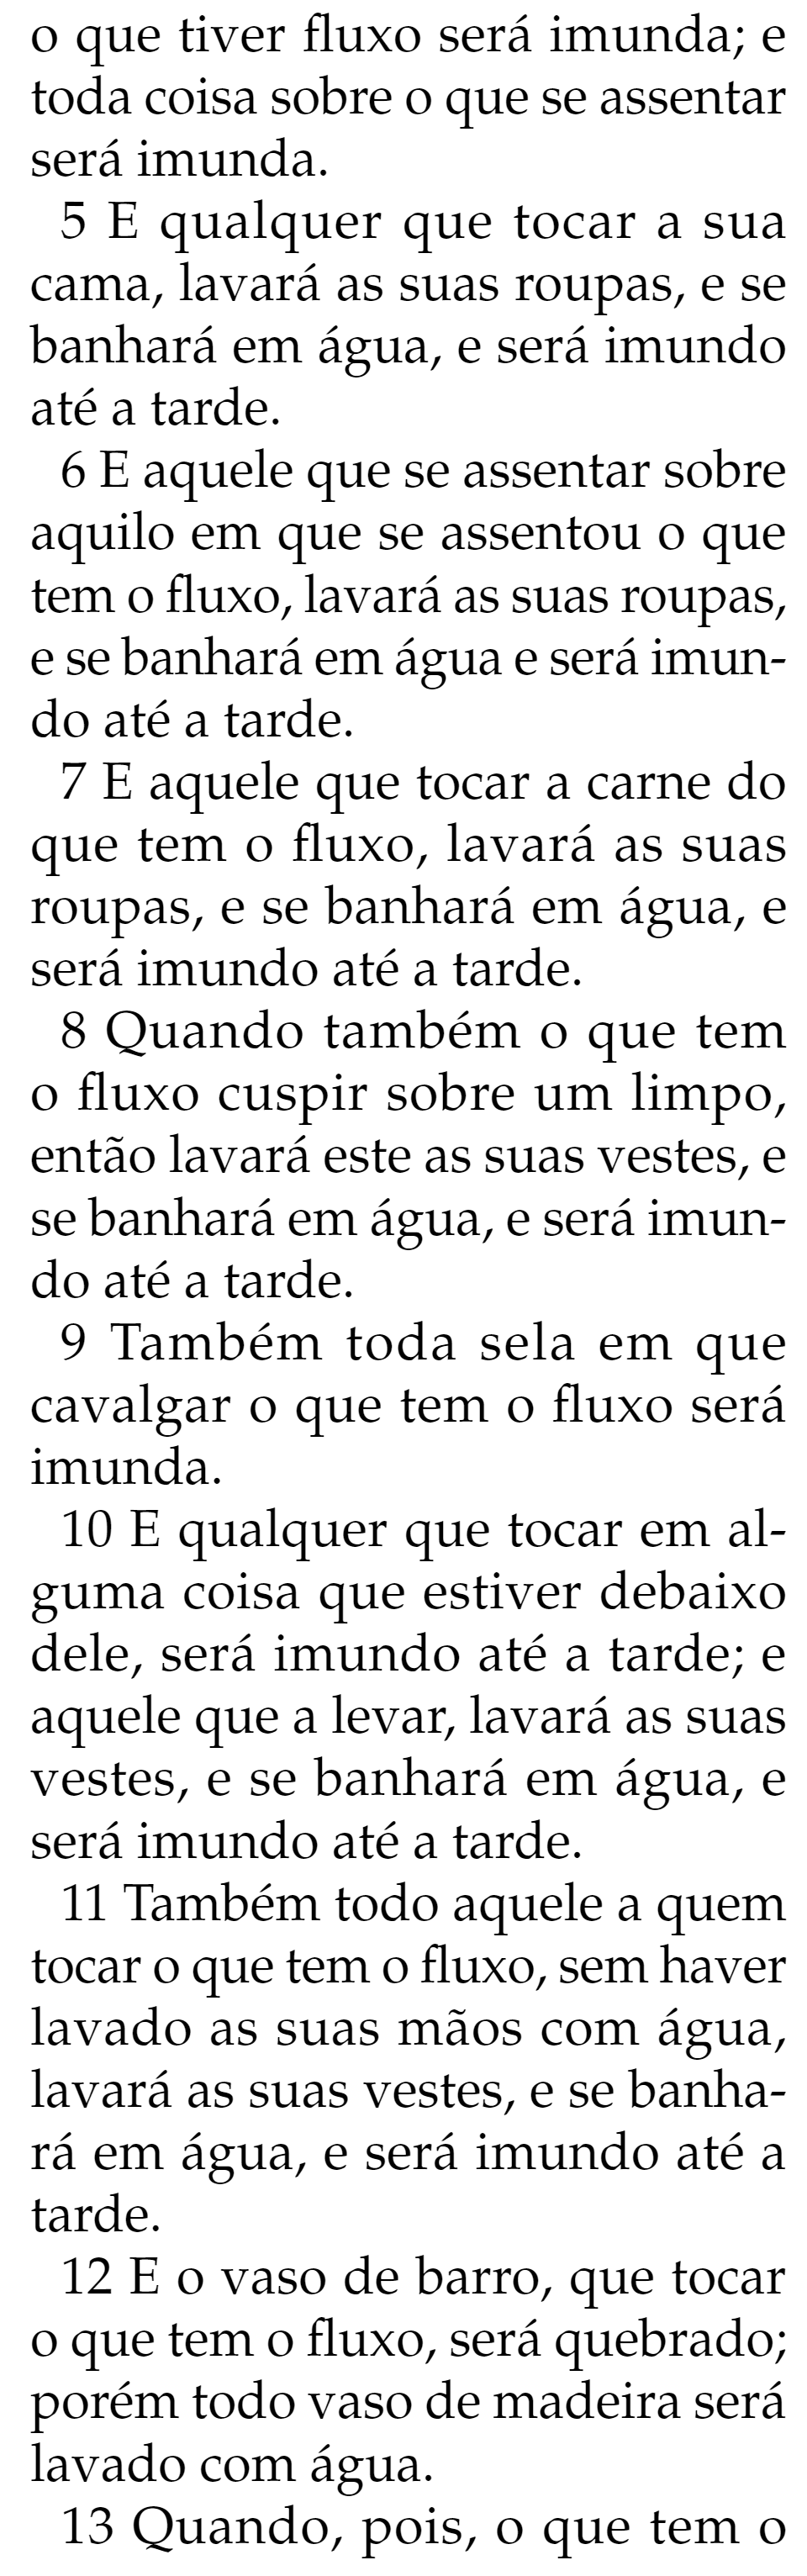 o que tiver fluxo será imunda; e
toda coisa sobre o que se assentar
será imunda.
5 E qualquer que tocar a sua
cama, lavará as suas roupas, e se
banhará em água, e será imundo
até a tarde.
6 E aquele que se assentar sobre
aquilo em que se assentou o que
tem o fluxo, lavará as suas roupas,
e se banhará em água e será imun-
do até a tarde.
7 E aquele que tocar a carne do
que tem o fluxo, lavará as suas
roupas, e se banhará em água, e
será imundo até a tarde.
8 Quando também o que tem
o fluxo cuspir sobre um limpo,
então lavará este as suas vestes, e
se banhará em água, e será imun-
do até a tarde.
9 Também toda sela em que
cavalgar o que tem o fluxo será
imunda.
10 E qualquer que tocar em al-
guma coisa que estiver debaixo
dele, será imundo até a tarde; e
aquele que a levar, lavará as suas
vestes, e se banhará em água, e
será imundo até a tarde.
11 Também todo aquele a quem
tocar o que tem o fluxo, sem haver
lavado as suas mãos com água,
lavará as suas vestes, e se banha-
rá em água, e será imundo até a
tarde.
12 E o vaso de barro, que tocar
o que tem o fluxo, será quebrado;
porém todo vaso de madeira será
lavado com água.
13 Quando, pois, o que tem o